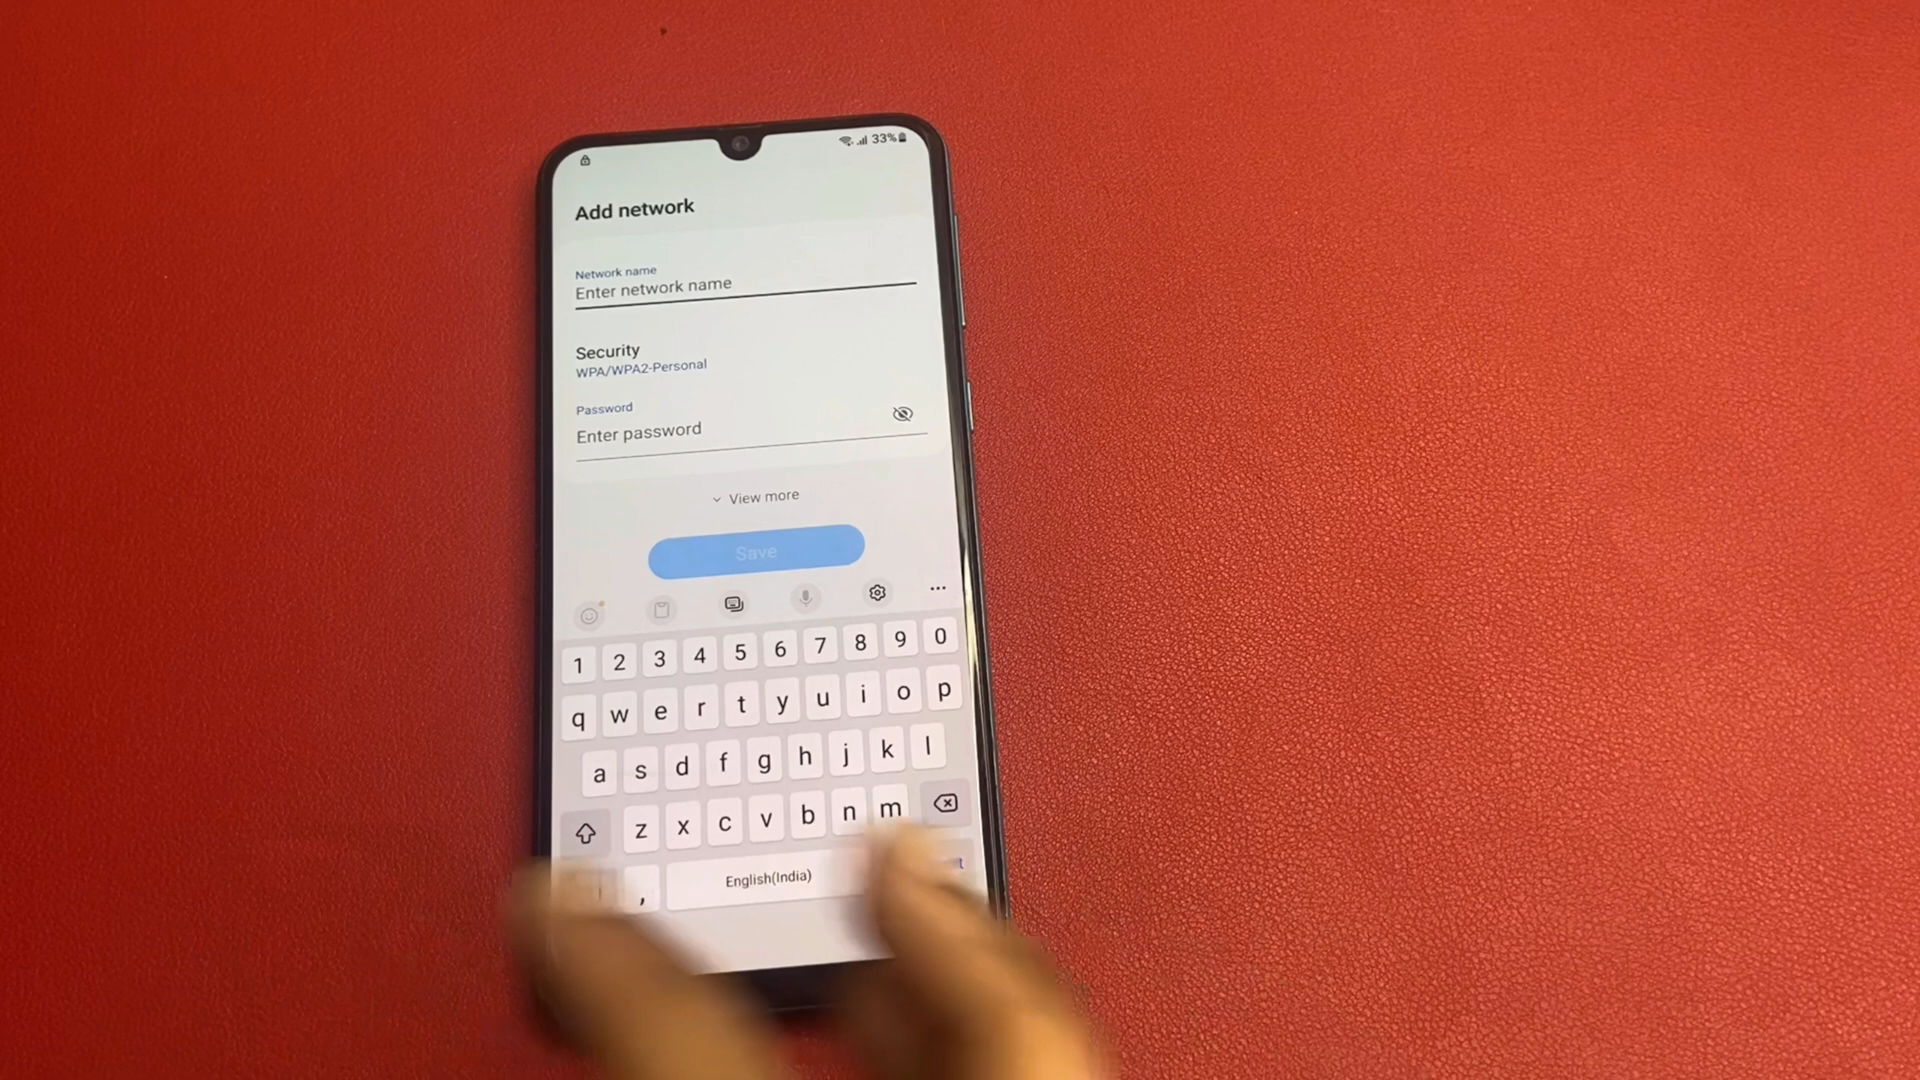 33%
Add network
Network name
Enter network name
Security
WPA/WPA2-Personal
Password
Enter password
View more
Save
1 2 3 4 5 6 7 8 9 0
q w e r t y u i o p
a s d f g h j k l
z x c v b n m
, English(India)